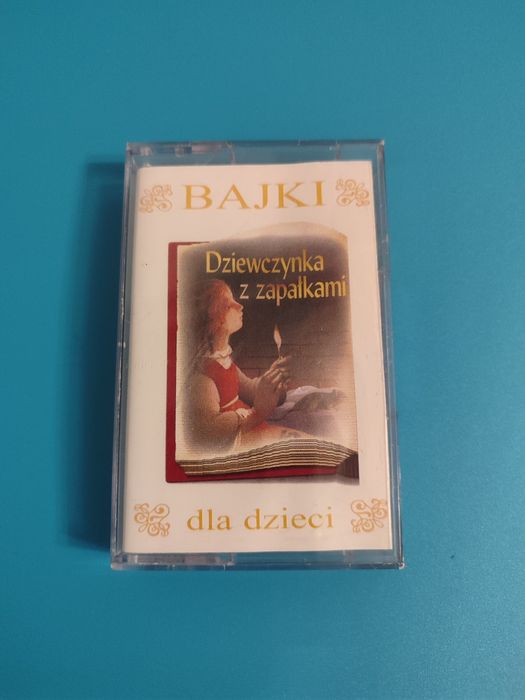 BAJKI
Dziewczynka
z zapałkami
dla dzieci